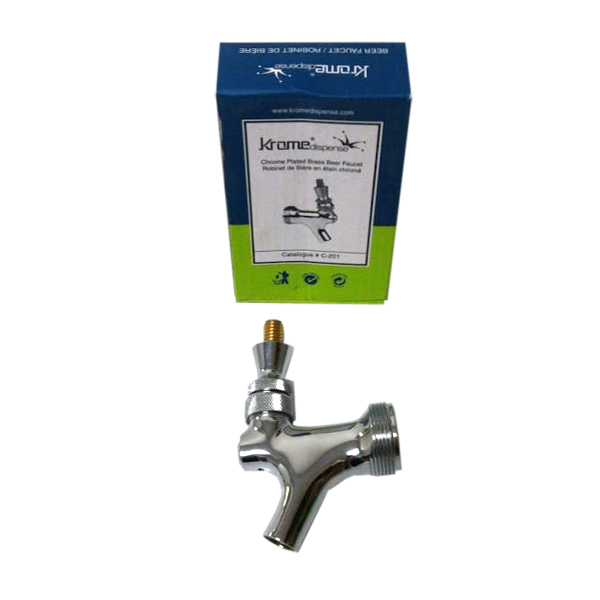 BEER FAUCET / ROBINET DE BIÈRE
Krome® dispense
www.kromedispense.com
Krome® dispense
Chrome Plated Brass Beer Faucet
Robinet de Bière en étain chromé
Catalogue # C-201